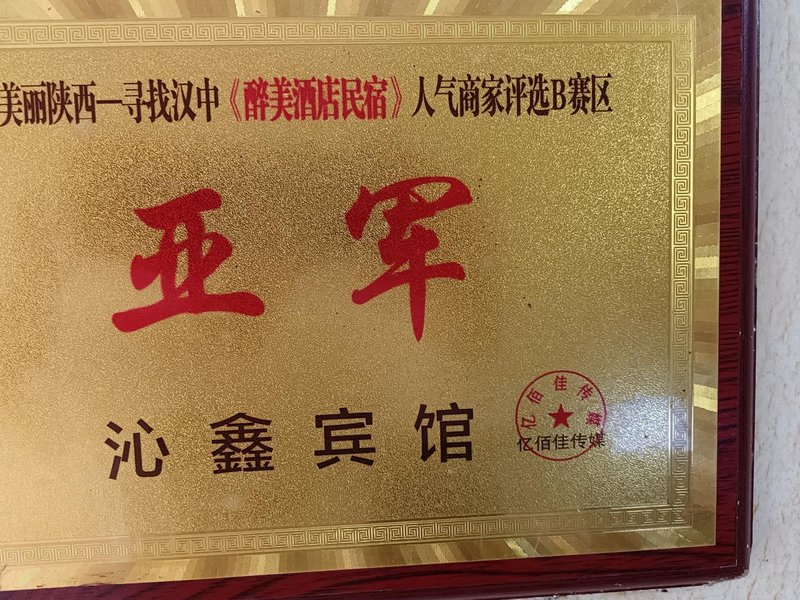 美丽陕西—寻找汉中《醉美酒店民宿》人气商家评选B赛区
亚军
沁鑫宾馆
亿佰佳传媒
亿佰佳传媒